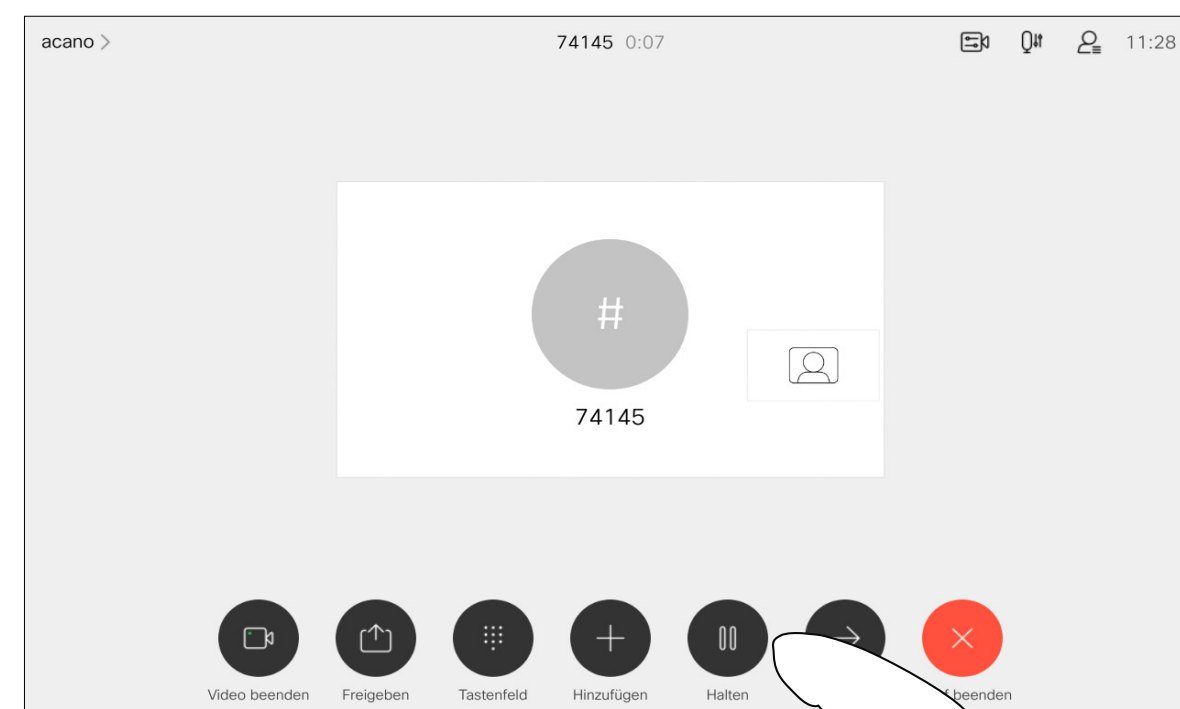 acano
74145 0:07
11:28
#
74145
Video beenden
Freigeben
Tastenfeld
Hinzufügen
Halten
beenden